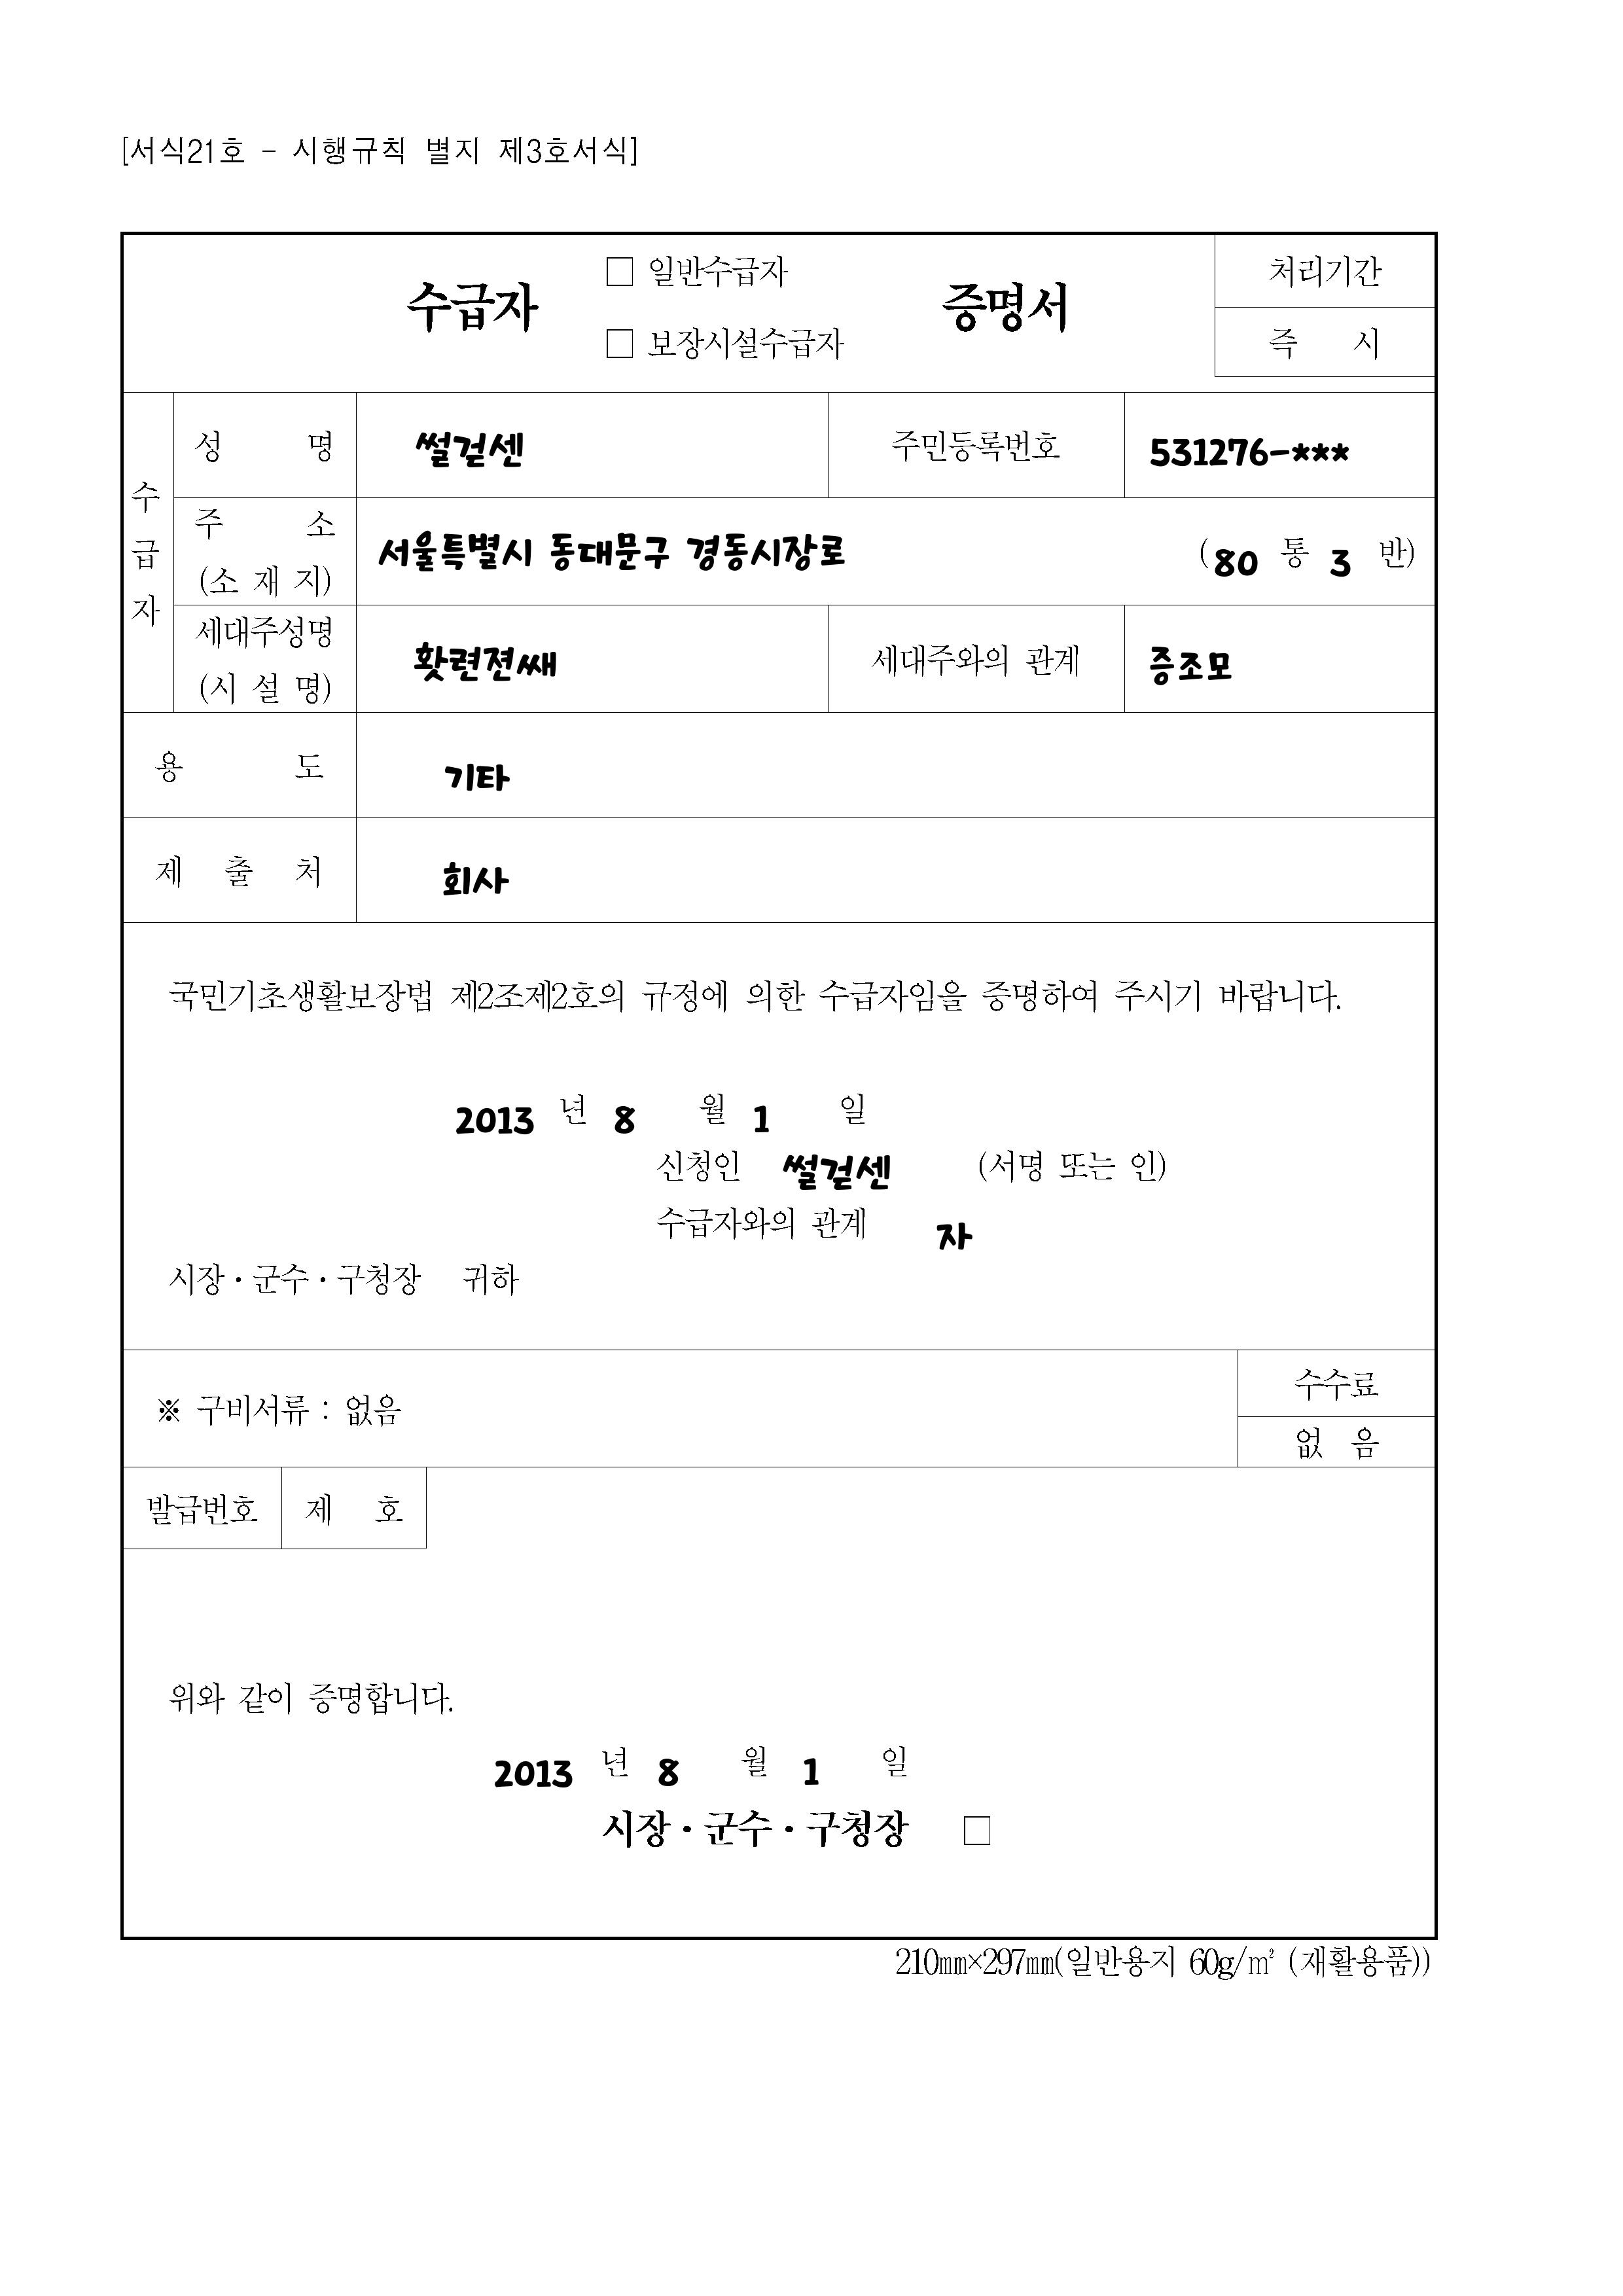 [서식21호 - 시행규칙 별지 제3호서식]
수급자 □ 일반수급자 □ 보장시설수급자 증명서
처리기간
즉 시
수급자
성 명 썰겉센 주민등록번호 531276-***
주 소 (소 재 지) 서울특별시 동대문구 경동시장로 (80 통 3 반)
세대주성명 (시 설 명) 홧련젼쌔 세대주와의 관계 증조모
용 도 기타
제 출 처 회사
국민기초생활보장법 제2조제2호의 규정에 의한 수급자임을 증명하여 주시기 바랍니다.
2013 년 8 월 1 일
신청인 썰겉센 (서명 또는 인)
수급자와의 관계 자
시장·군수·구청장 귀하
※ 구비서류 : 없음
수수료
없 음
발급번호 제 호
위와 같이 증명합니다.
2013 년 8 월 1 일
시장·군수·구청장 □
210㎜×297㎜(일반용지 60g/㎡ (재활용품))